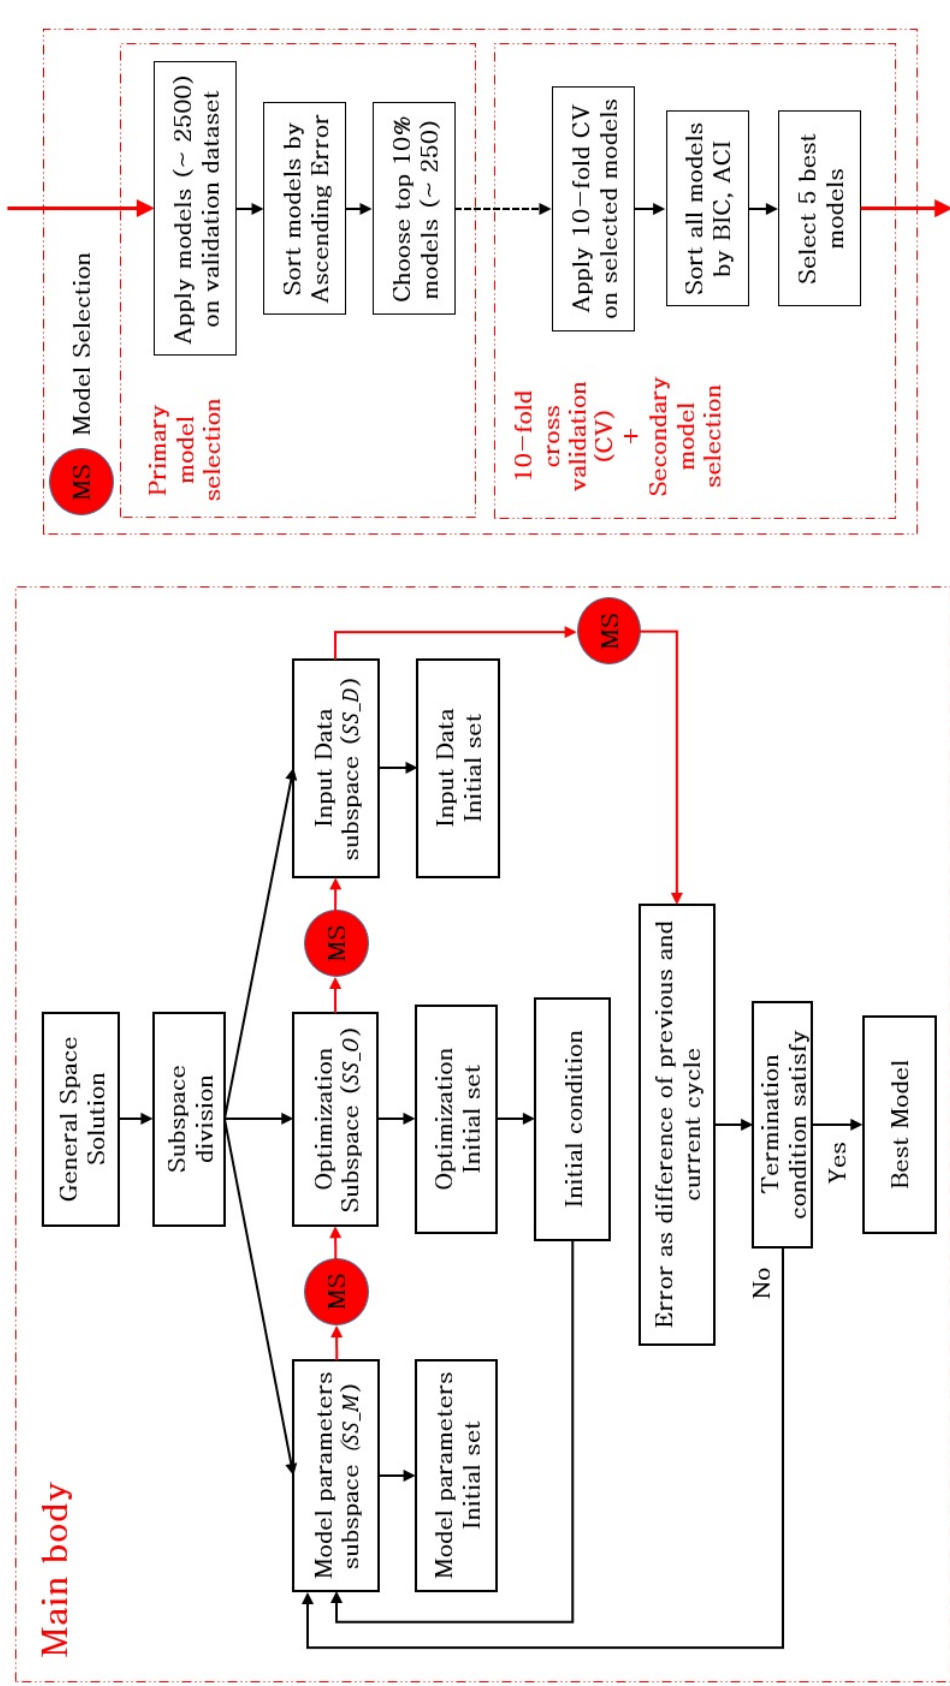 Main body
General Space
Solution
Subspace
division
Model parameters
subspace (SS_M)
MS
Optimization
Subspace (SS_O)
MS
Input Data
subspace (SS_D)
Model parameters
Initial set
Optimization
Initial set
Input Data
Initial set
Initial condition
MS
Error as difference of previous and
current cycle
Termination
condition satisfy
No
Yes
Best Model
MS
Model Selection
Primary
model
selection
Apply models (~ 2500)
on validation dataset
Sort models by
Ascending Error
Choose top 10%
models (~ 250)
10-fold
cross
validation
(CV)
+
Secondary
model
selection
Apply 10-fold CV
on selected models
Sort all models
by BIC, ACI
Select 5 best
models